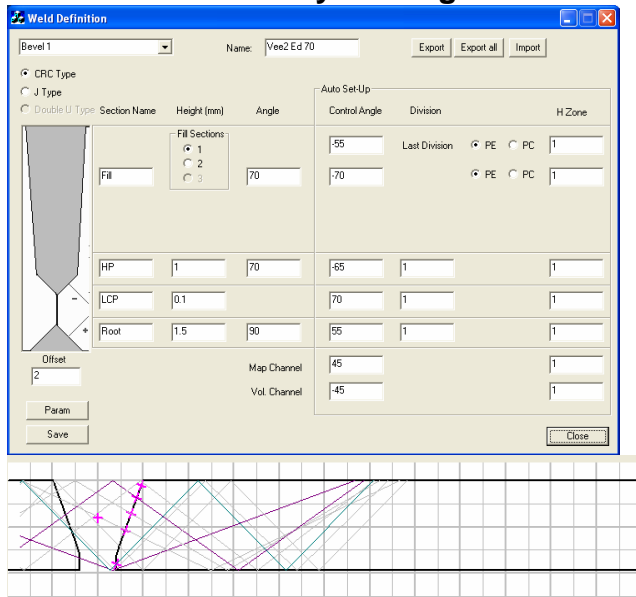 Weld Definition
Bevel 1 Name: Vee2 Ed 70 Export Export all Import
CRC Type
J Type
Auto Set-Up
Double U Type Section Name Height (mm) Angle Control Angle Division H Zone
Fill Sections
1
-55 Last Division PE PC 1
2
Fill 3 70 -70 PE PC 1
HP 1 70 -65 1 1
- LCP 0.1 70 1 1
+ Root 1.5 90 55 1 1
Offset
2
Map Channel 45 1
Vol. Channel -45 1
Param
Save Close